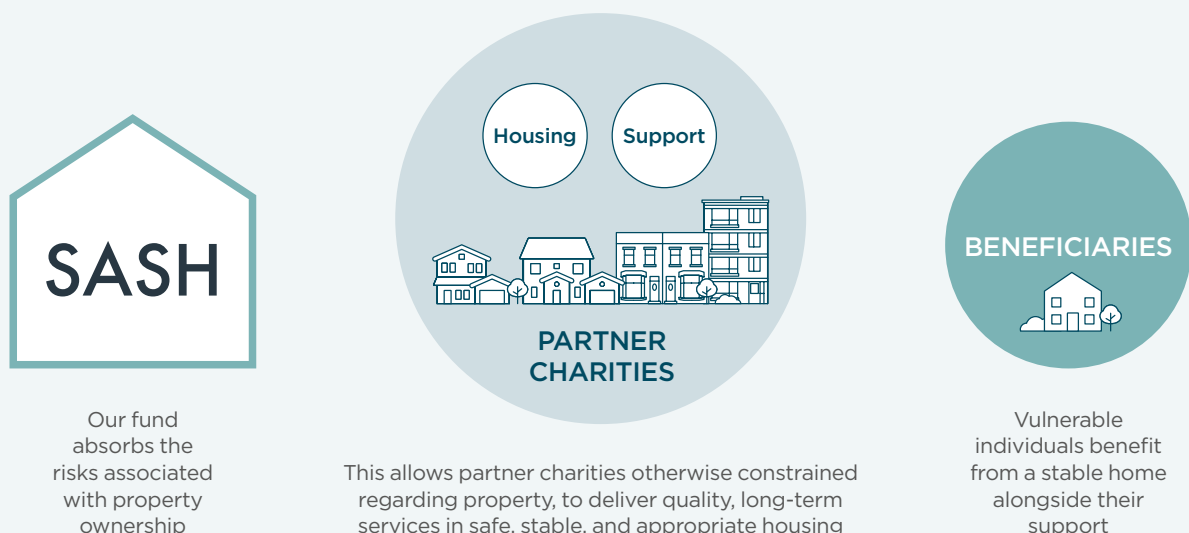 SASH
Our fund
absorbs the
risks associated
with property
ownership
Housing
Support
PARTNER
CHARITIES
This allows partner charities otherwise constrained
regarding property, to deliver quality, long-term
services in safe, stable, and appropriate housing
BENEFICIARIES
Vulnerable
individuals benefit
from a stable home
alongside their
support